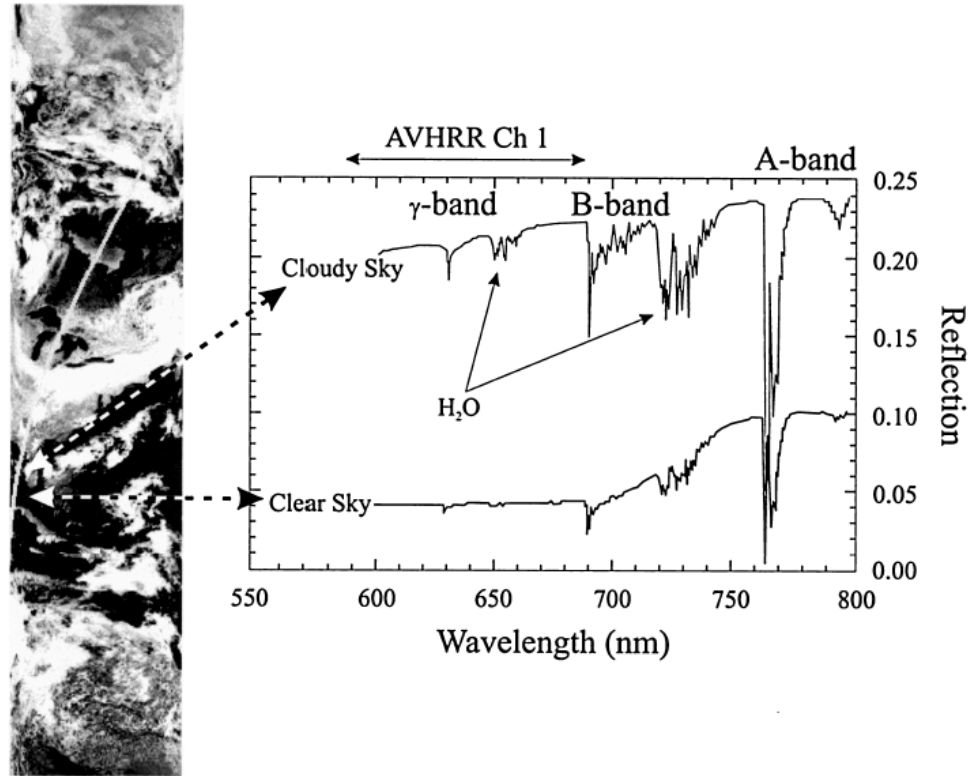 AVHRR Ch 1
A-band
γ-band
B-band
0.25
Cloudy Sky
0.20
0.15
H₂O
Reflection
0.10
Clear Sky
0.05
0.00
550
600
650
700
750
800
Wavelength (nm)